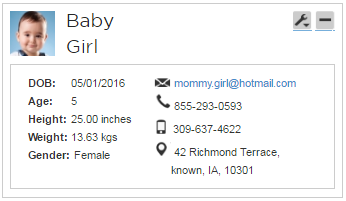 Baby
Girl
DOB: 05/01/2016
Age: 5
Height: 25.00 inches
Weight: 13.63 kgs
Gender: Female
mommy.girl@hotmail.com
855-293-0593
309-637-4622
42 Richmond Terrace,
known, IA, 10301